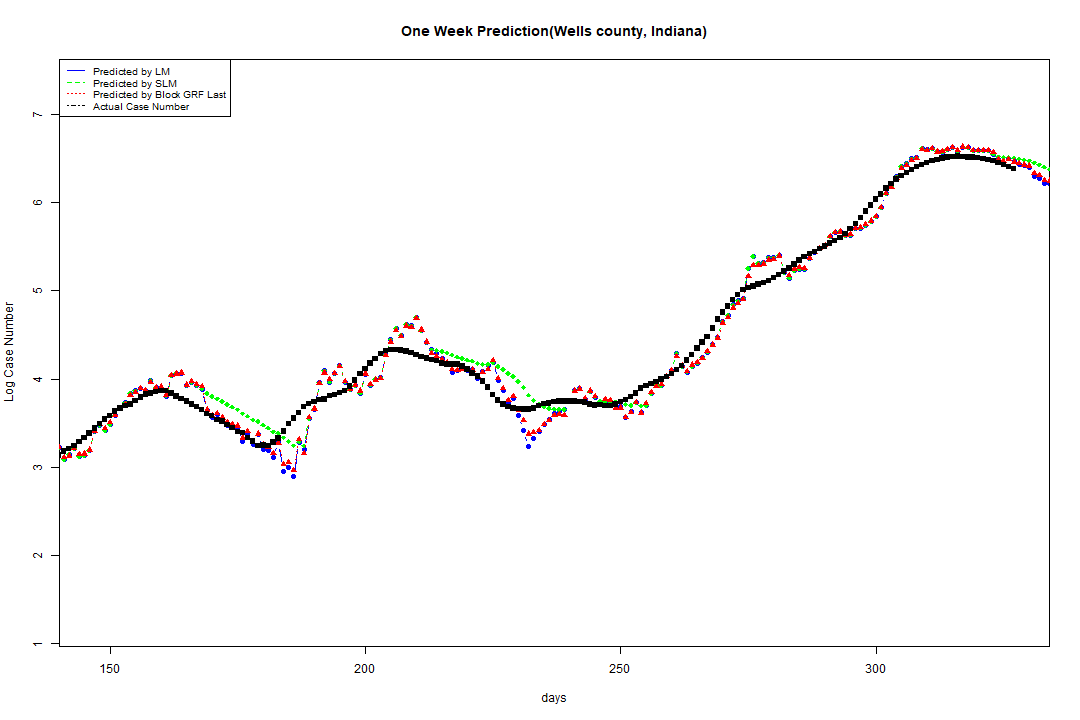 One Week Prediction(Wells county, Indiana)
Predicted by LM
Predicted by SLM
Predicted by Block GRF Last
Actual Case Number
7
6
5
4
3
2
1
Log Case Number
150 200 250 300
days